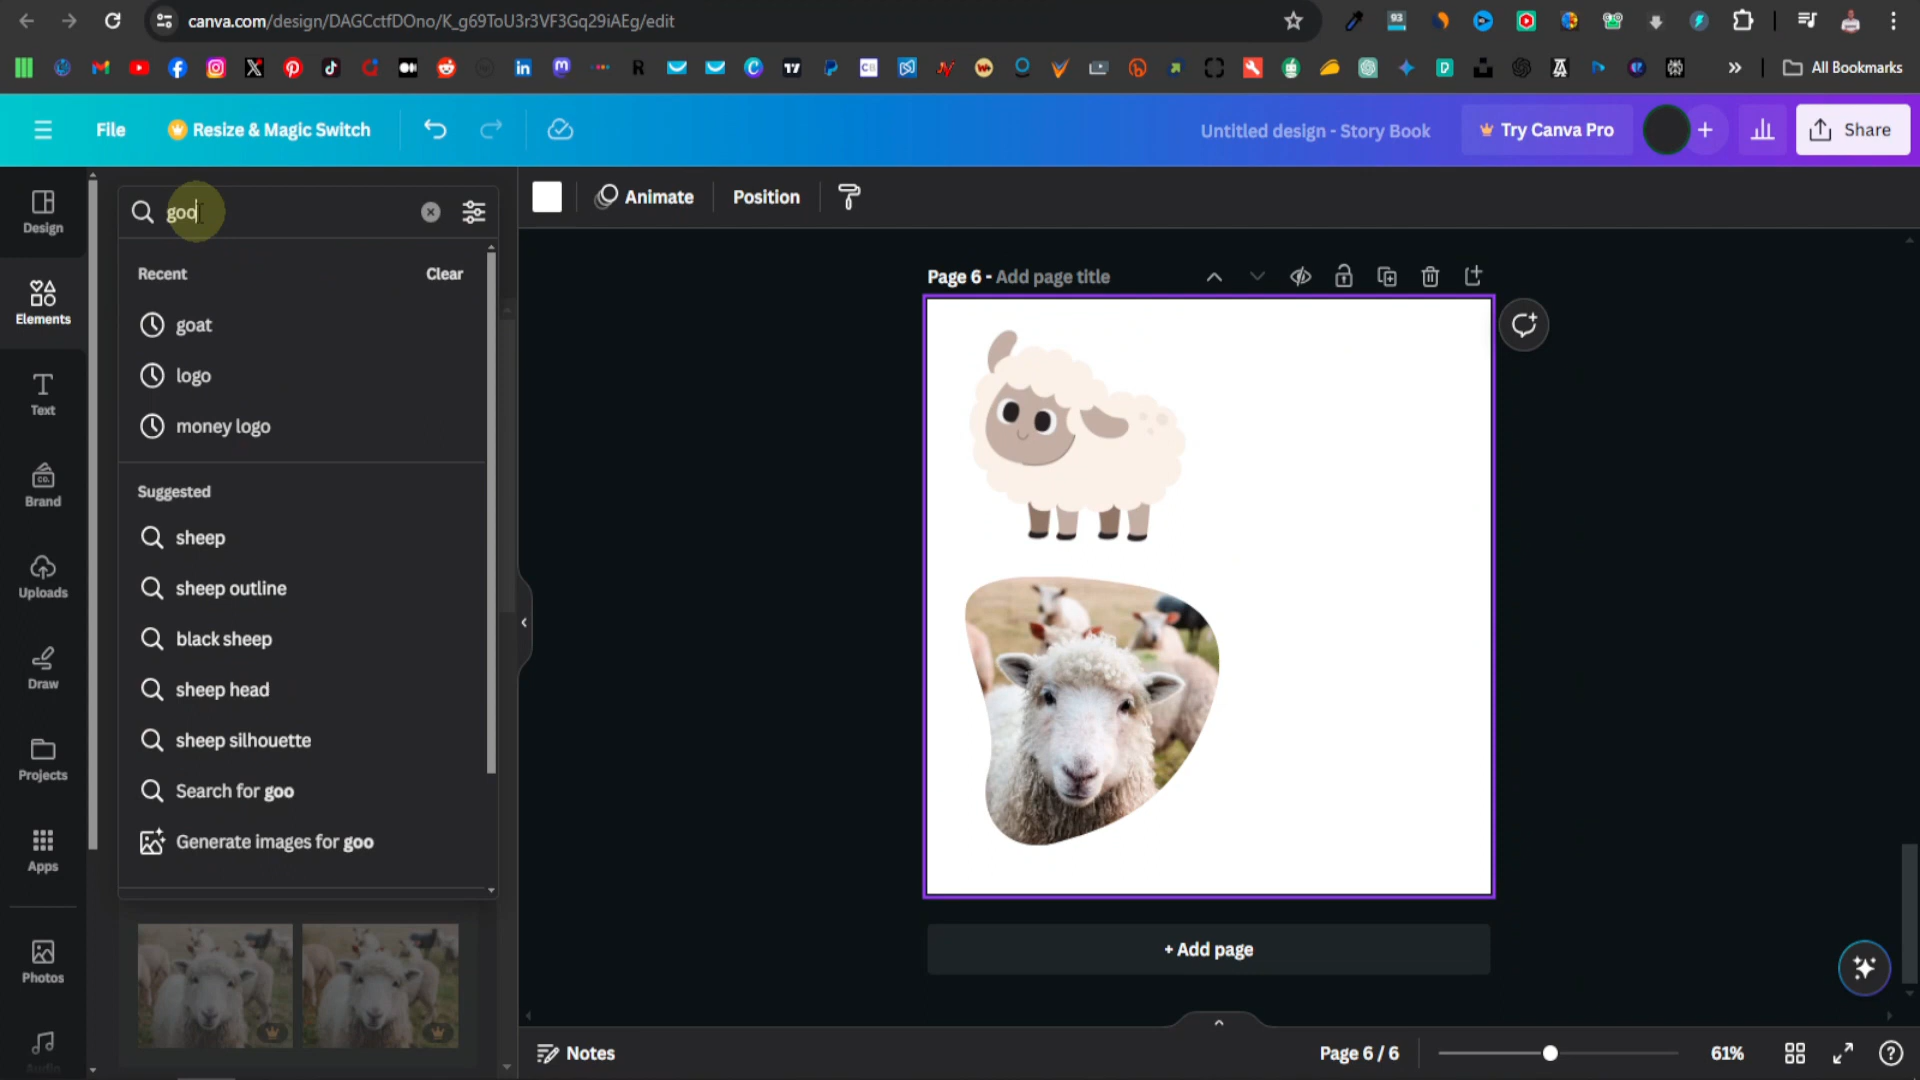 canva.com/design/DAGCctfDOno/K_g69ToU3r3VF3Gq29iAEg/edit
93
All Bookmarks
File
Resize & Magic Switch
Untitled design - Story Book
Try Canva Pro
Share
Design
Elements
Text
Brand
Uploads
Draw
Projects
Apps
Photos
Audio
goo
Recent
Clear
goat
logo
money logo
Suggested
sheep
sheep outline
black sheep
sheep head
sheep silhouette
Search for goo
Generate images for goo
Animate
Position
Page 6 - Add page title
+ Add page
Notes
Page 6 / 6
61%